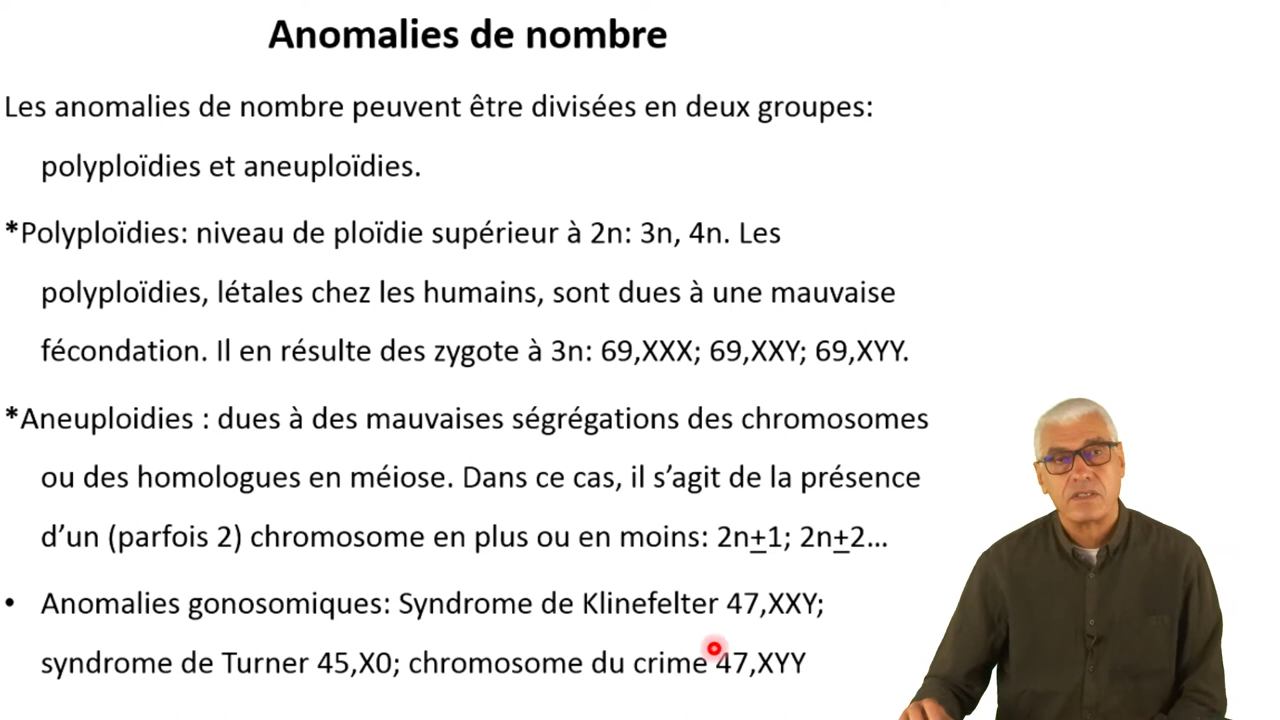 Anomalies de nombre
Les anomalies de nombre peuvent être divisées en deux groupes:
polyploïdies et aneuploïdies.
*Polyploïdies: niveau de ploïdie supérieur à 2n: 3n, 4n. Les
polyploïdies, létales chez les humains, sont dues à une mauvaise
fécondation. Il en résulte des zygote à 3n: 69,XXX; 69,XXY; 69,XYY.
*Aneuploidies : dues à des mauvaises ségrégations des chromosomes
ou des homologues en méiose. Dans ce cas, il s’agit de la présence
d’un (parfois 2) chromosome en plus ou en moins: 2n+1; 2n+2...
• Anomalies gonosomiques: Syndrome de Klinefelter 47,XXY;
syndrome de Turner 45,X0; chromosome du crime 47,XYY